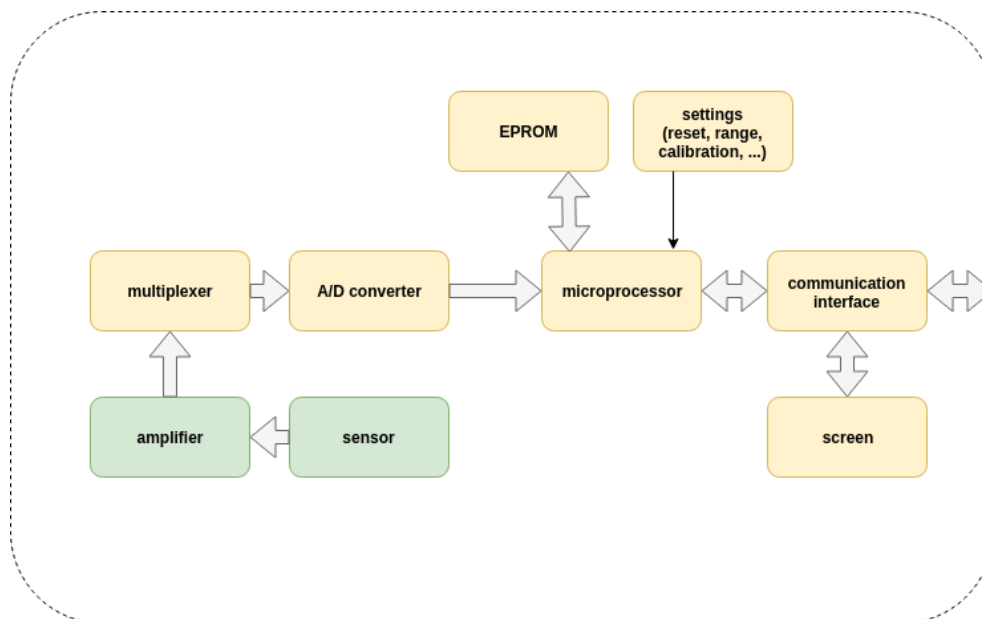 EPROM
settings
(reset, range,
calibration, ...)
multiplexer
A/D converter
microprocessor
communication
interface
amplifier
sensor
screen